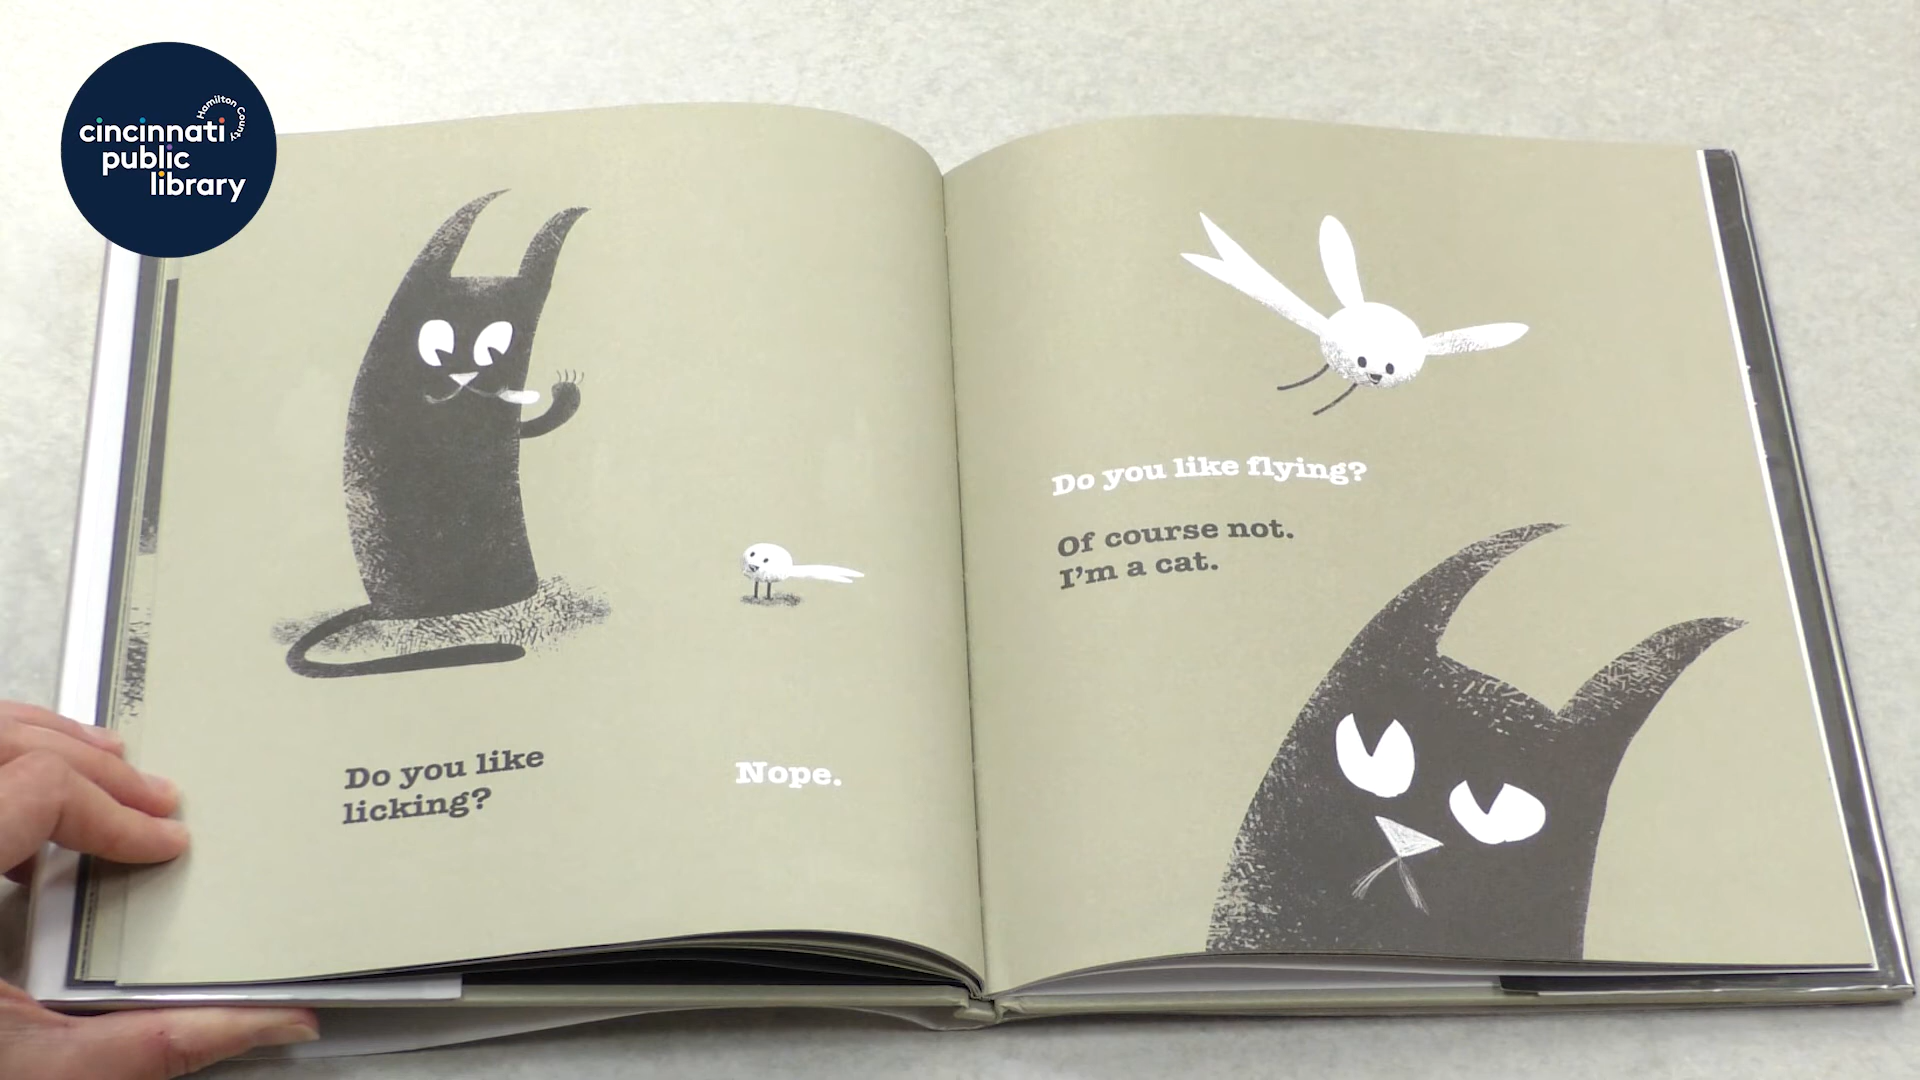 Hamilton County
cincinnati
public
library
Do you like
licking?
Nope.
Do you like flying?
Of course not.
I'm a cat.